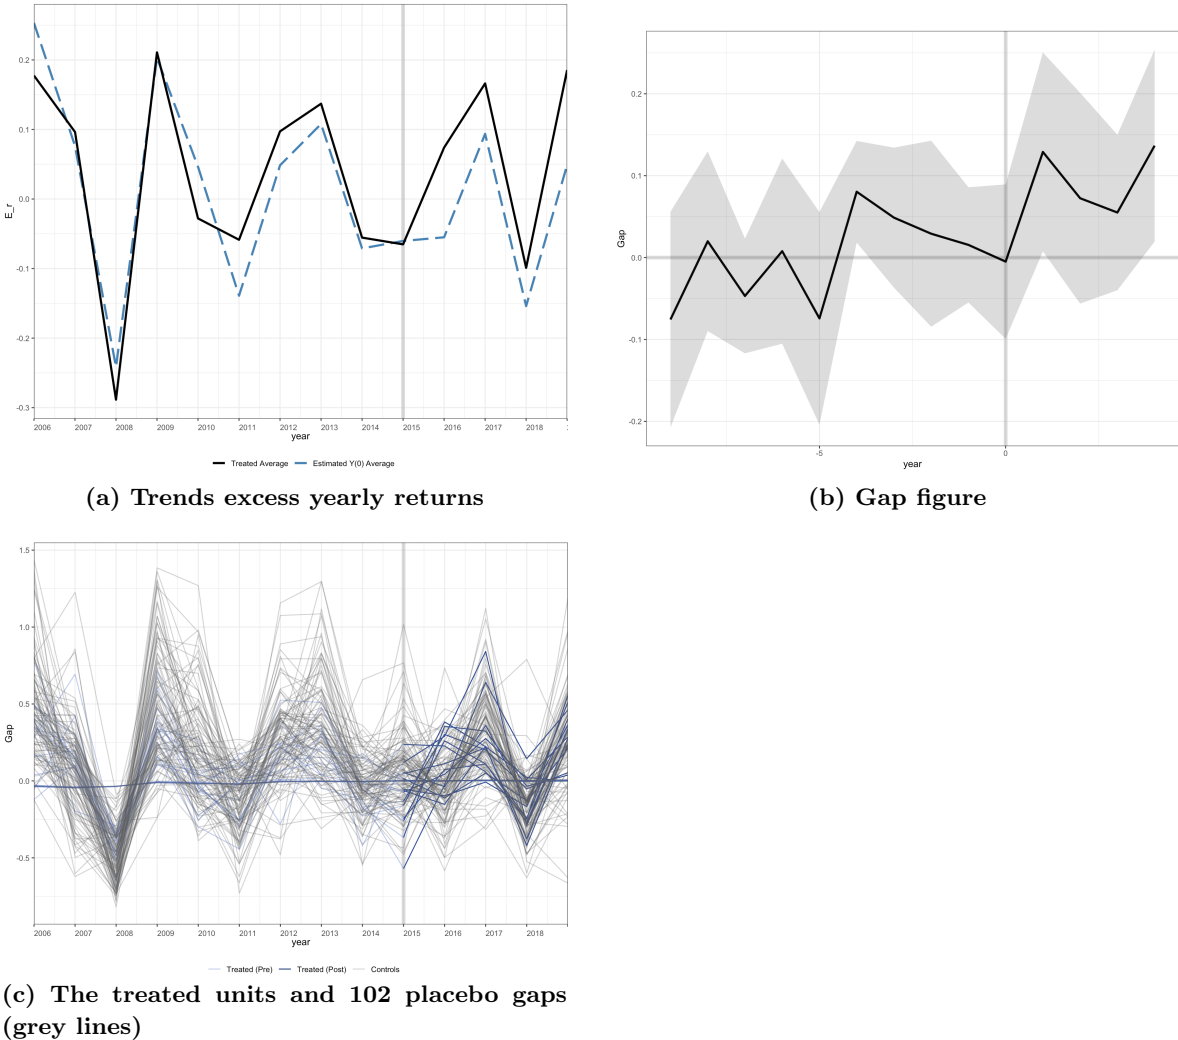 0.2
0.1
0.0
-0.1
-0.2
-0.3
E_r
2006 2007 2008 2009 2010 2011 2012 2013 2014 2015 2016 2017 2018
year
Treated Average Estimated Y(0) Average
(a) Trends excess yearly returns
0.2
0.1
0.0
-0.1
-0.2
Gap
-5 0
year
(b) Gap figure
1.5
1.0
0.5
0.0
-0.5
Gap
2006 2007 2008 2009 2010 2011 2012 2013 2014 2015 2016 2017 2018
year
Treated (Pre) Treated (Post) Controls
(c) The treated units and 102 placebo gaps
(grey lines)